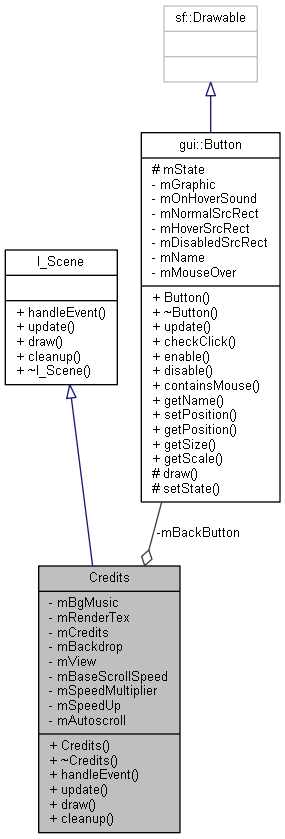 sf::Drawable
gui::Button
# mState
- mGraphic
- mOnHoverSound
- mNormalSrcRect
- mHoverSrcRect
- mDisabledSrcRect
- mName
- mMouseOver
+ Button()
+ ~Button()
+ update()
+ checkClick()
+ enable()
+ disable()
+ containsMouse()
+ getName()
+ setPosition()
+ getPosition()
+ getSize()
+ getScale()
# draw()
# setState()
I_Scene
+ handleEvent()
+ update()
+ draw()
+ cleanup()
+ ~I_Scene()
-mBackButton
Credits
- mBgMusic
- mRenderTex
- mCredits
- mBackdrop
- mView
- mBaseScrollSpeed
- mSpeedMultiplier
- mSpeedUp
- mAutoscroll
+ Credits()
+ ~Credits()
+ handleEvent()
+ update()
+ draw()
+ cleanup()